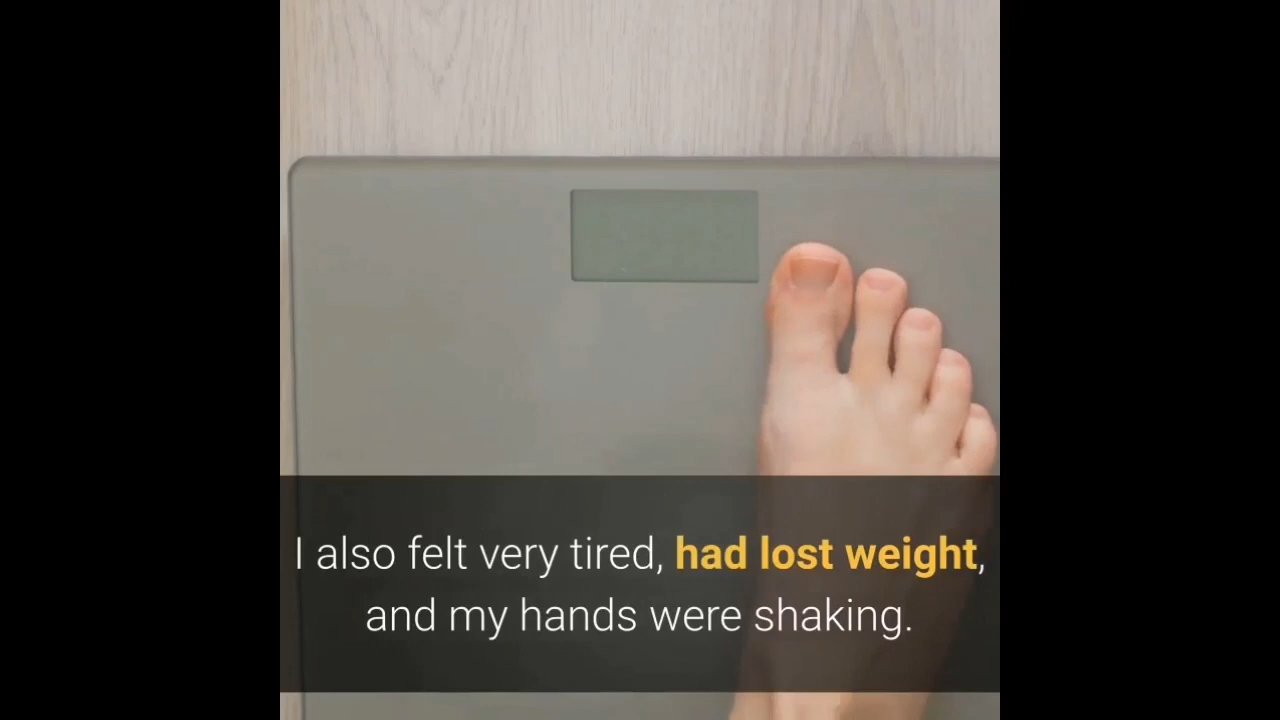 I also felt very tired, had lost weight,
and my hands were shaking.